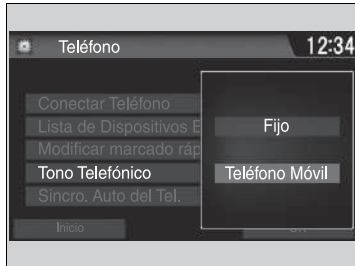 Teléfono 12:34
Conectar Teléfono
Lista de Dispositivos
Modificar marcado
Tono Telefónico
Sincro. Auto del Tel.
Fijo
Teléfono Móvil
Inicio